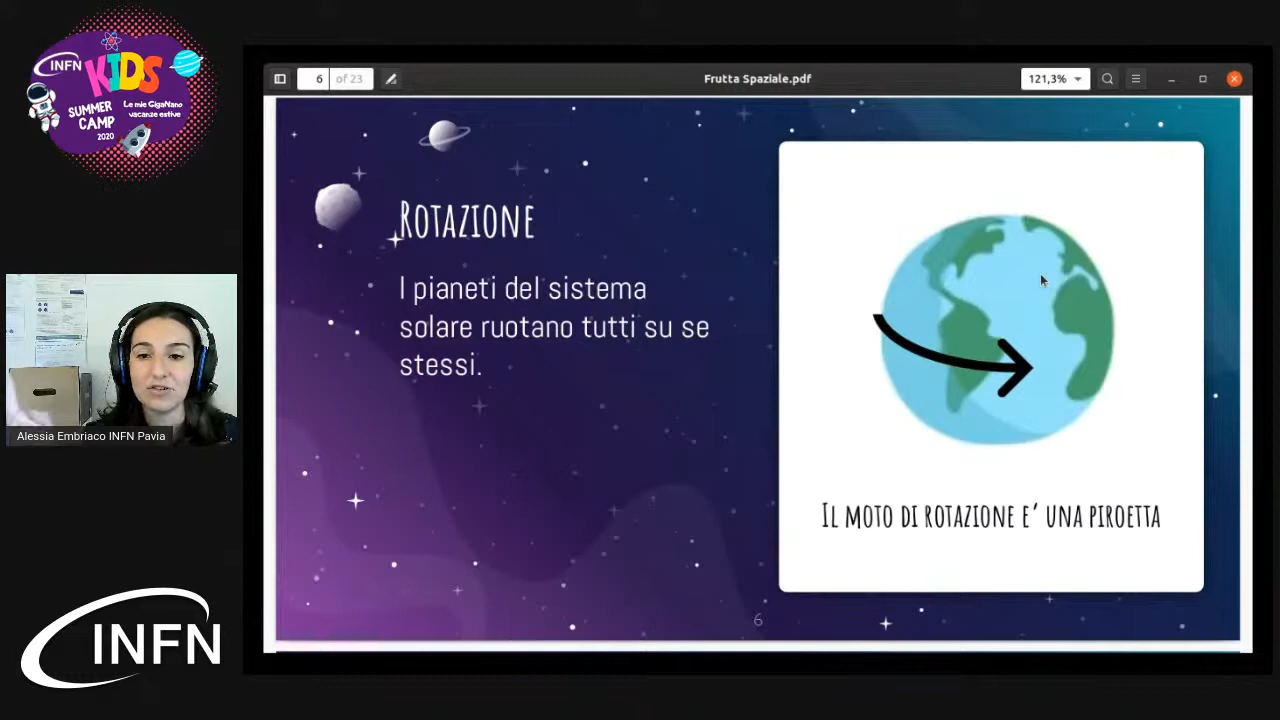 INFN
KIDS
SUMMER
CAMP
2020
Le mie GigaNano
vacanze estive
6 of 23
Frutta Spaziale.pdf
121,3%
Rotazione
I pianeti del sistema
solare ruotano tutti su se
stessi.
Il moto di rotazione e’ una piroetta
6
Alessia Embriaco INFN Pavia
INFN